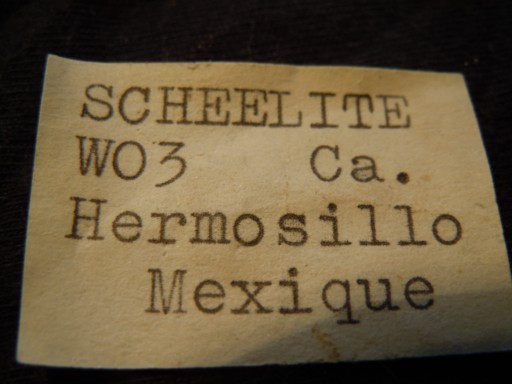 SCHEELITE
WO3 Ca.
Hermosillo
Mexique